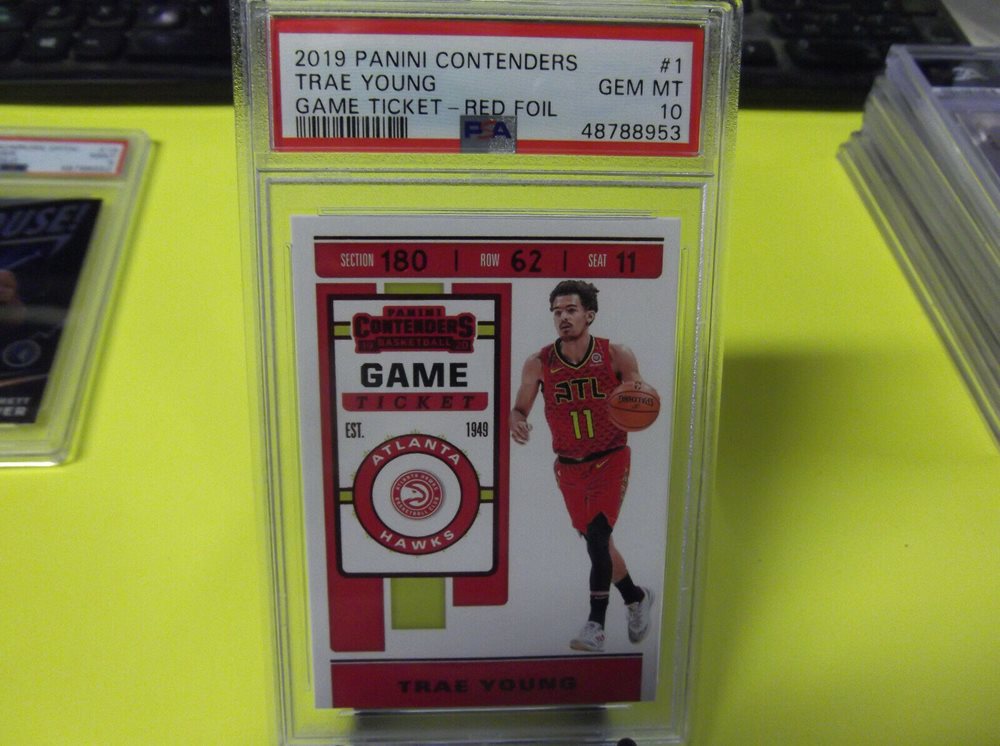 2019 PANINI CONTENDERS #1
TRAE YOUNG GEM MT
GAME TICKET - RED FOIL 10
PSA 48788953
SECTION 180 | ROW 62 | SEAT 11
PANINI
CONTENDERS
BASKETBALL
GAME
TICKET
EST. 1949
ATLANTA
HAWKS
ATL
11
TRAE YOUNG